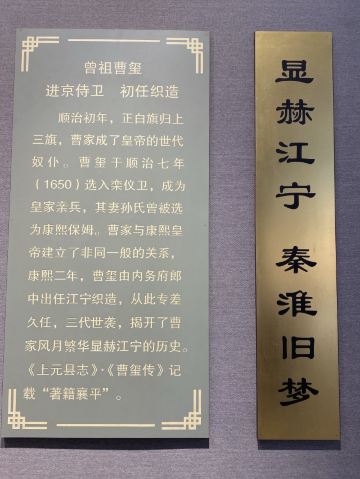 曾祖曹玺
进京侍卫 初任织造
顺治初年，正白旗归上
三旗，曹家成了皇帝的世代
奴仆。曹玺于顺治七年
（1650）选入栾仪卫，成为
皇家亲兵，其妻孙氏曾被选
为康熙保姆。曹家与康熙皇
帝建立了非同一般的关系，
康熙二年，曹玺由内务府郎
中出任江宁织造，从此专差
久任，三代世袭，揭开了曹
家风月繁华显赫江宁的历史。
《上元县志》·《曹玺传》记
载“著籍襄平”。
显赫江宁 秦淮旧梦